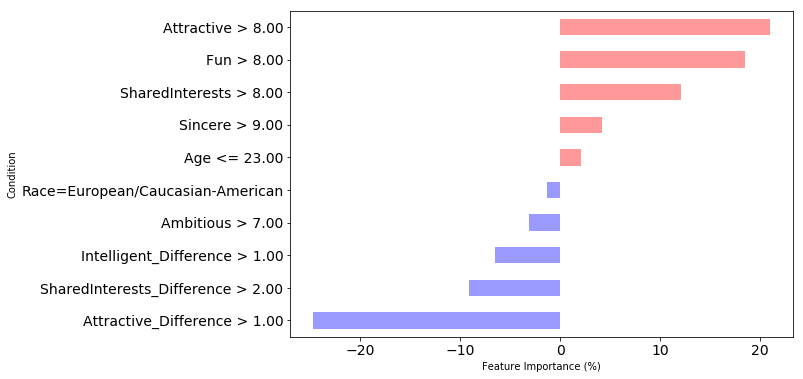 Attractive > 8.00
Fun > 8.00
SharedInterests > 8.00
Sincere > 9.00
Age <= 23.00
Race=European/Caucasian-American
Ambitious > 7.00
Intelligent_Difference > 1.00
SharedInterests_Difference > 2.00
Attractive_Difference > 1.00
Condition
−20 −10 0 10 20
Feature Importance (%)